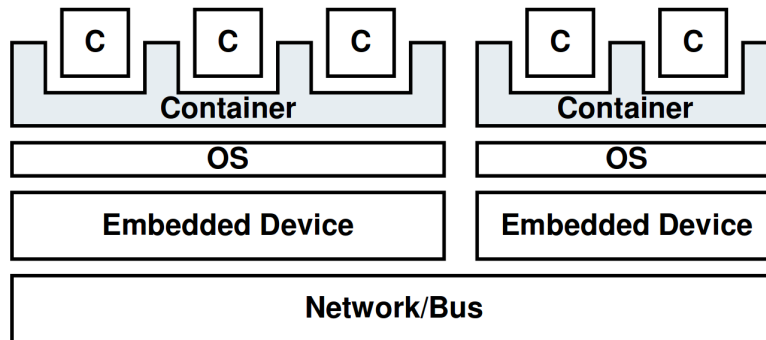 C C C C C
Container Container
OS OS
Embedded Device Embedded Device
Network/Bus